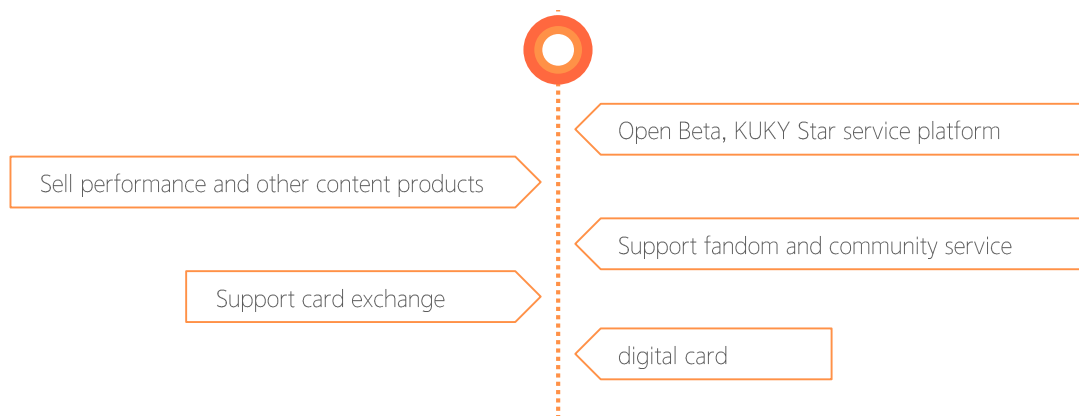 Open Beta, KUKY Star service platform
Sell performance and other content products
Support fandom and community service
Support card exchange
digital card